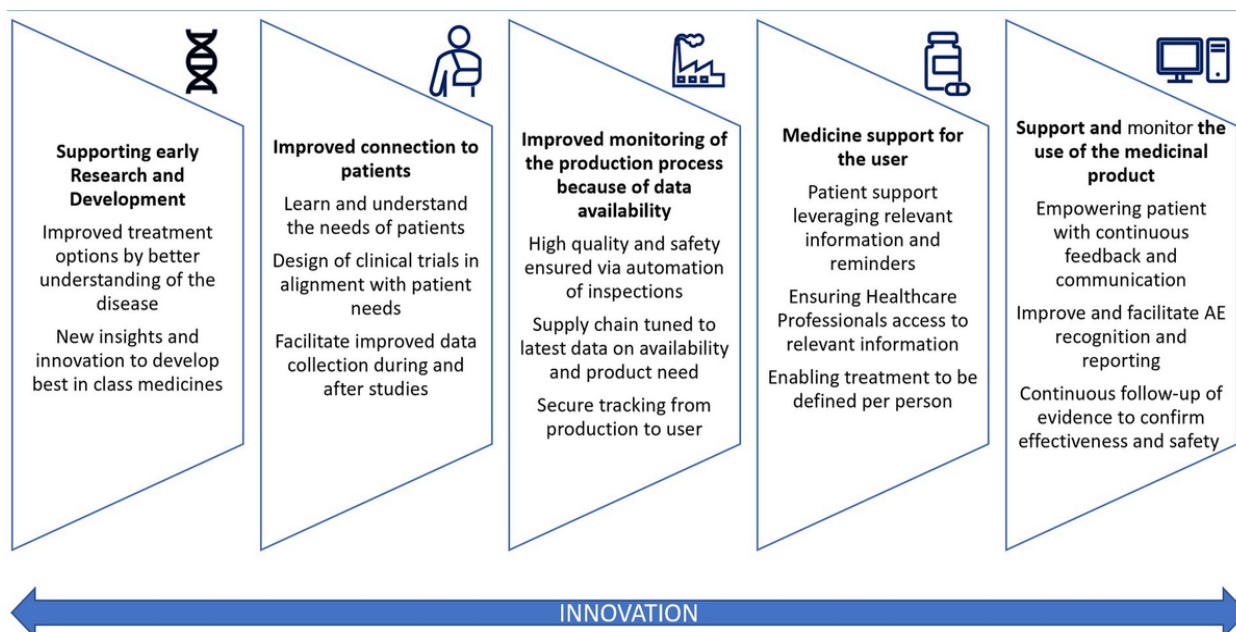 Supporting early
Research and
Development
Improved treatment
options by better
understanding of the
disease
New insights and
innovation to develop
best in class medicines
Improved connection to
patients
Learn and understand
the needs of patients
Design of clinical trials in
alignment with patient
needs
Facilitate improved data
collection during and
after studies
Improved monitoring of
the production process
because of data
availability
High quality and safety
ensured via automation
of inspections
Supply chain tuned to
latest data on availability
and product need
Secure tracking from
production to user
Medicine support for
the user
Patient support
leveraging relevant
information and
reminders
Ensuring Healthcare
Professionals access to
relevant information
Enabling treatment to be
defined per person
Support and monitor the
use of the medicinal
product
Empowering patient
with continuous
feedback and
communication
Improve and facilitate AE
recognition and
reporting
Continuous follow-up of
evidence to confirm
effectiveness and safety
INNOVATION